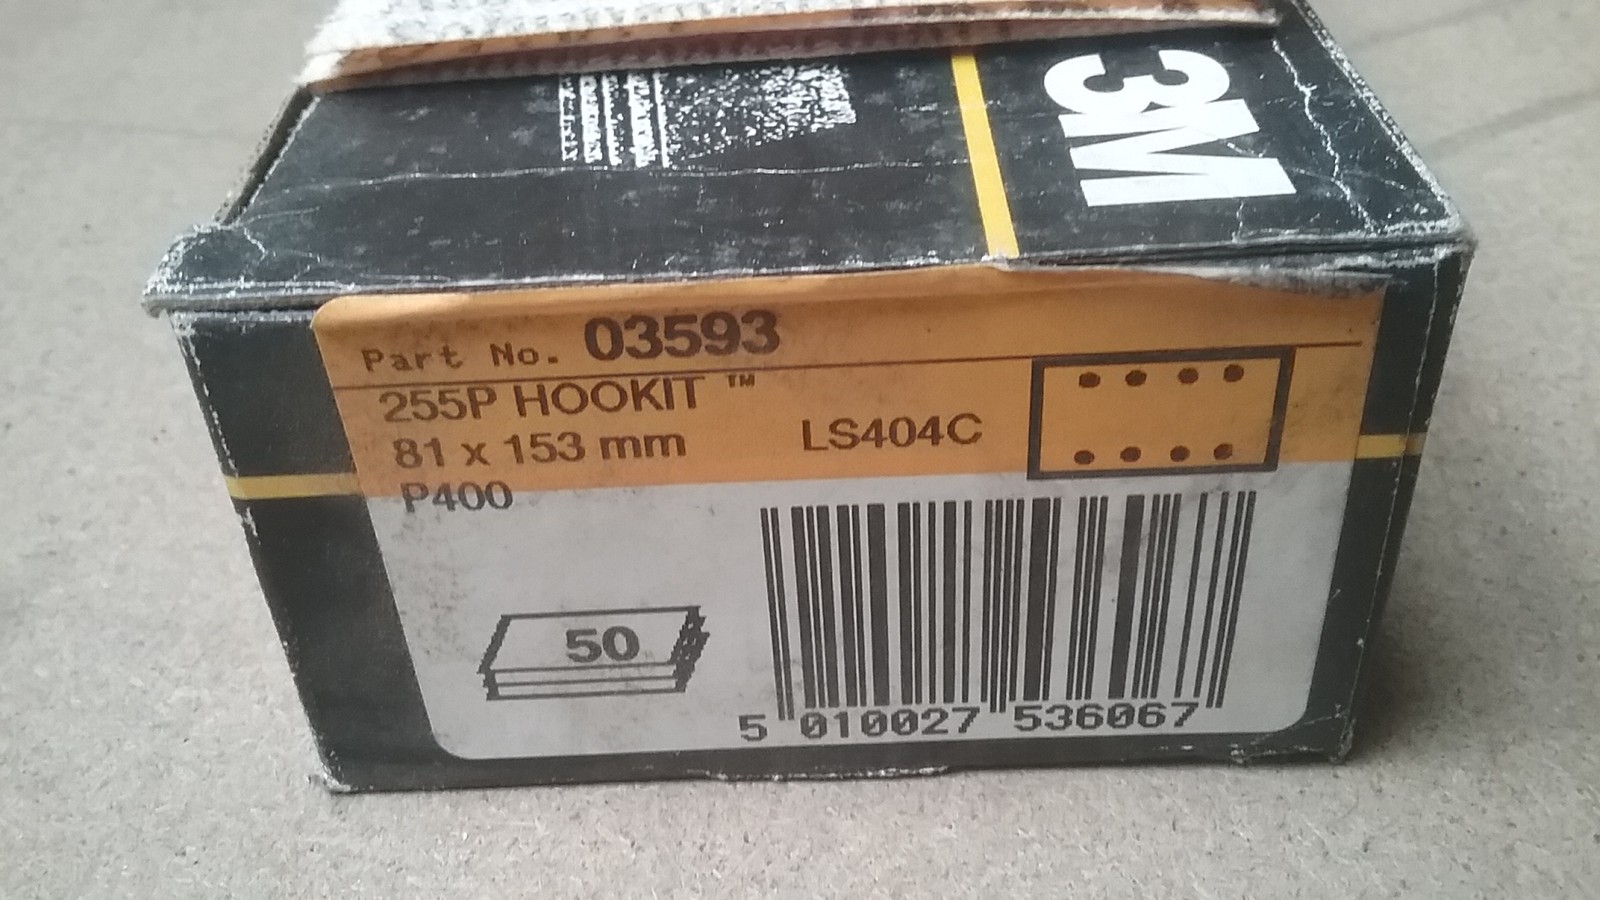 3M
Part No. 03593
255P HOOKIT ™
81 x 153 mm LS404C
P400
50
5 010027 536067